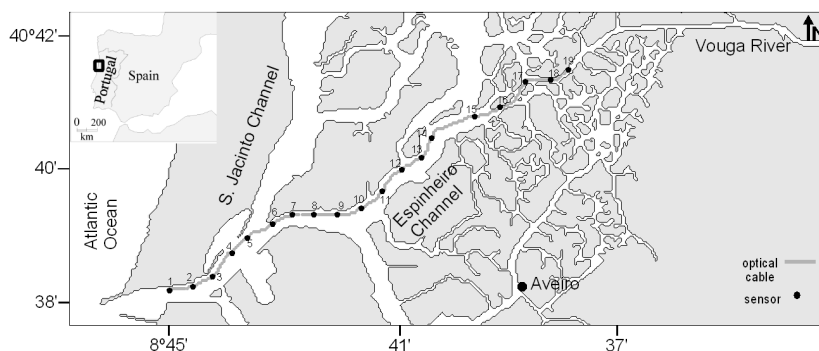 40°42'
40'
38'
8°45'
41'
37'
Portugal
Spain
0 200
km
Atlantic
Ocean
S. Jacinto Channel
Espinheiro
Channel
Vouga River
N
Aveiro
optical
cable
sensor
1
2
3
4
5
6
7
8
9
10
11
12
13
14
15
16
17
18
19